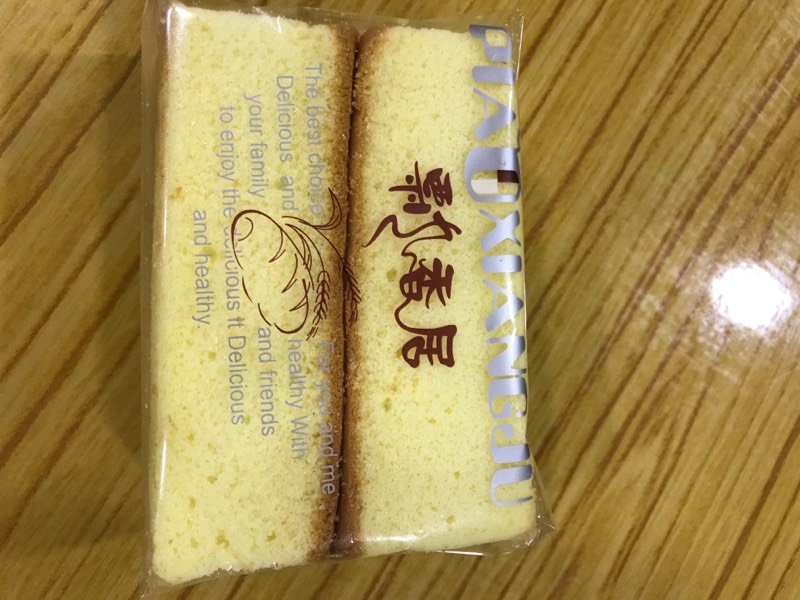 PIAOXIANGJU
飘香居
The best choise For you and me
Delicious and healthy With
your family and friends
to enjoy the delicious It Delicious
and healthy.